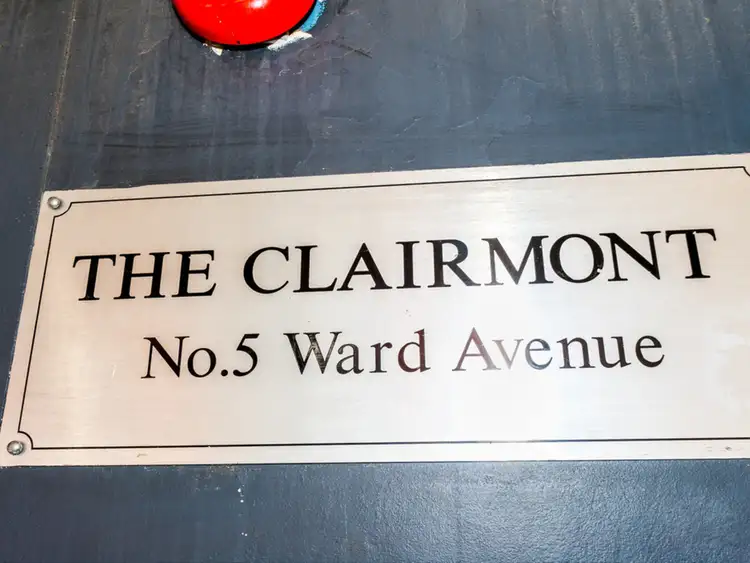 THE CLAIRMONT
No.5 Ward Avenue